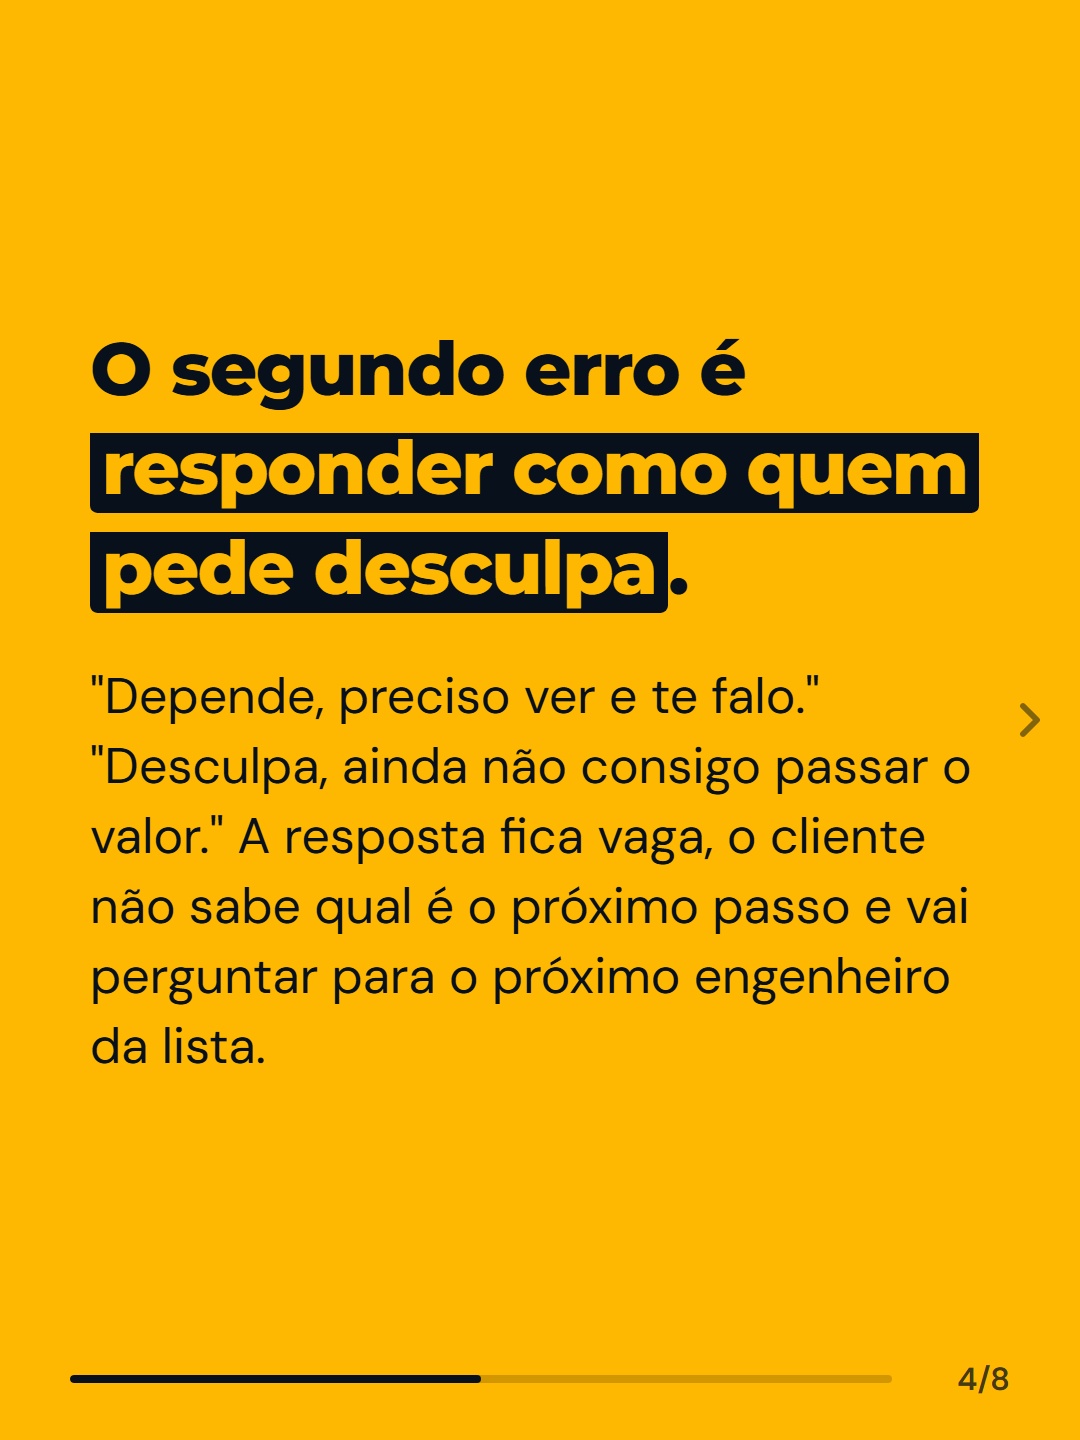 O segundo erro é
responder como quem
pede desculpa.
"Depende, preciso ver e te falo."
"Desculpa, ainda não consigo passar o
valor." A resposta fica vaga, o cliente
não sabe qual é o próximo passo e vai
perguntar para o próximo engenheiro
da lista.
4/8